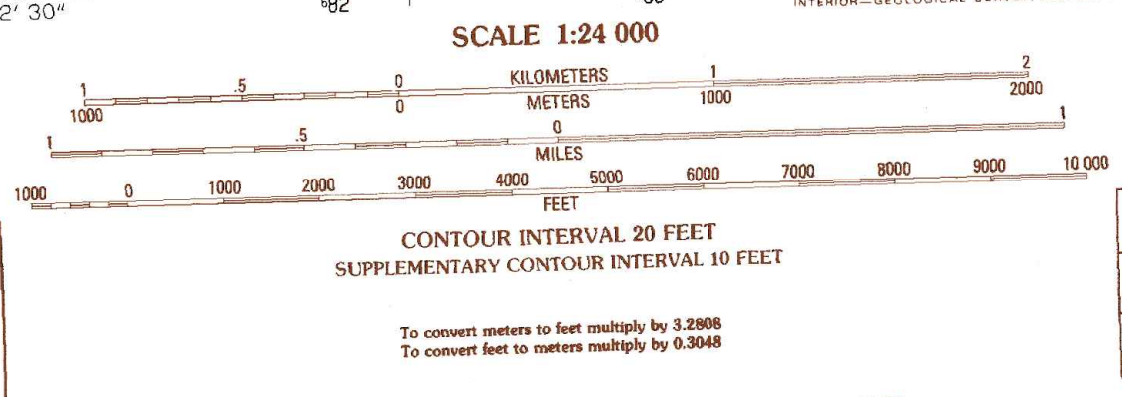 2' 30"
⁶82
SCALE 1:24 000
1 .5 0 KILOMETERS 1 2
1000 0 METERS 1000 2000
1 .5 0 1
MILES
1000 0 1000 2000 3000 4000 5000 6000 7000 8000 9000 10 000
FEET
CONTOUR INTERVAL 20 FEET
SUPPLEMENTARY CONTOUR INTERVAL 10 FEET
To convert meters to feet multiply by 3.2808
To convert feet to meters multiply by 0.3048